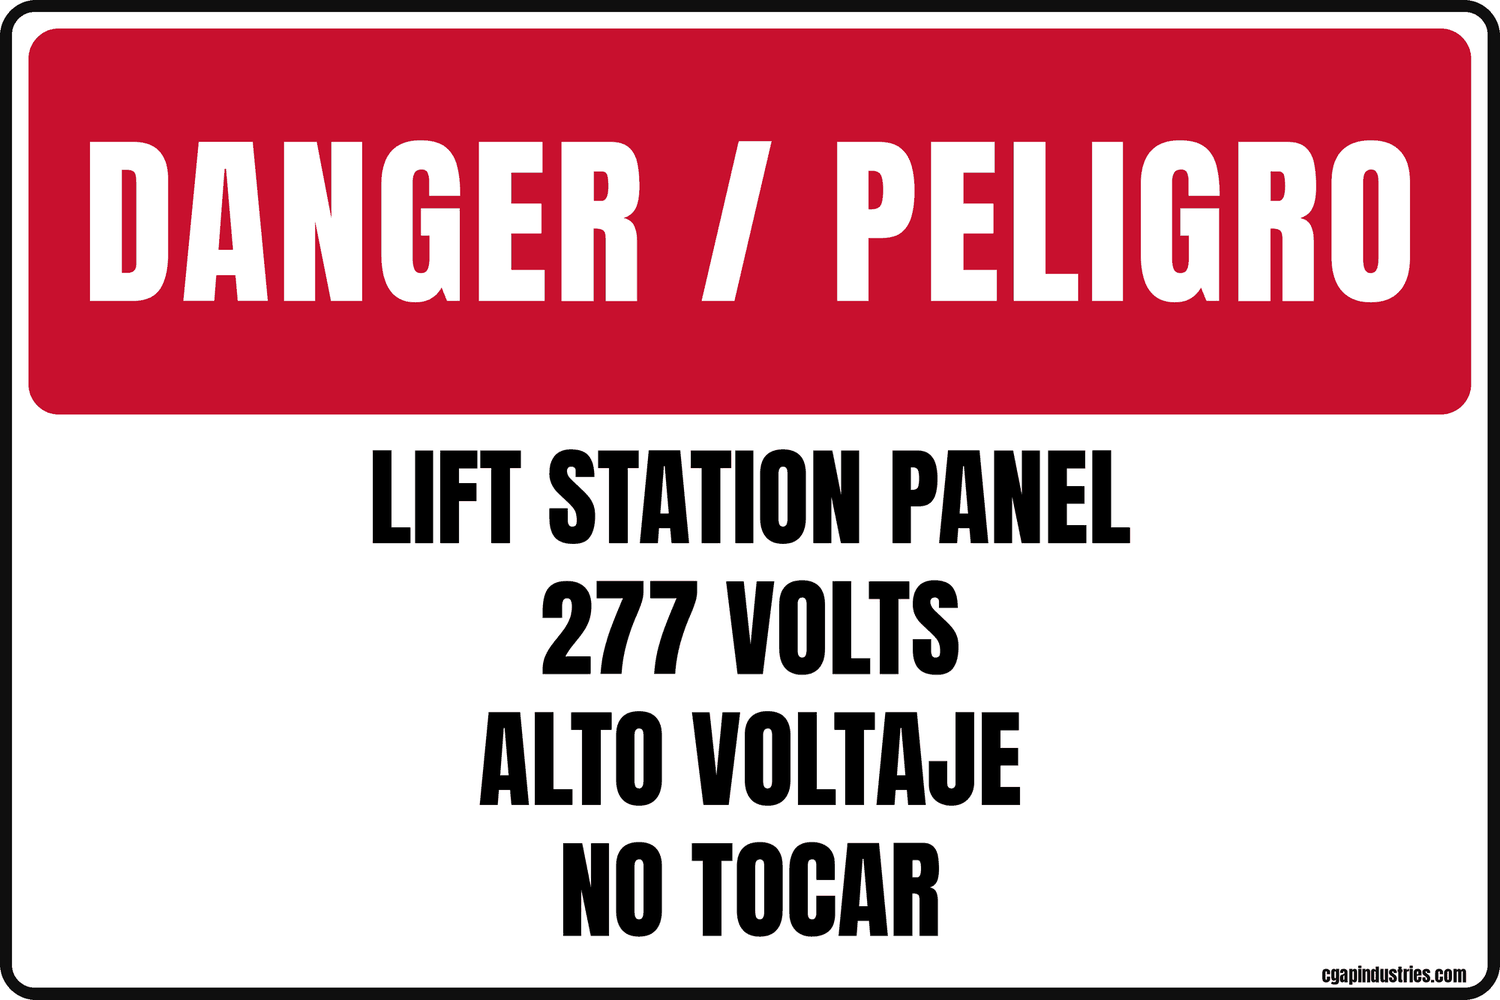 DANGER / PELIGRO
LIFT STATION PANEL
277 VOLTS
ALTO VOLTAJE
NO TOCAR
cgapindustries.com